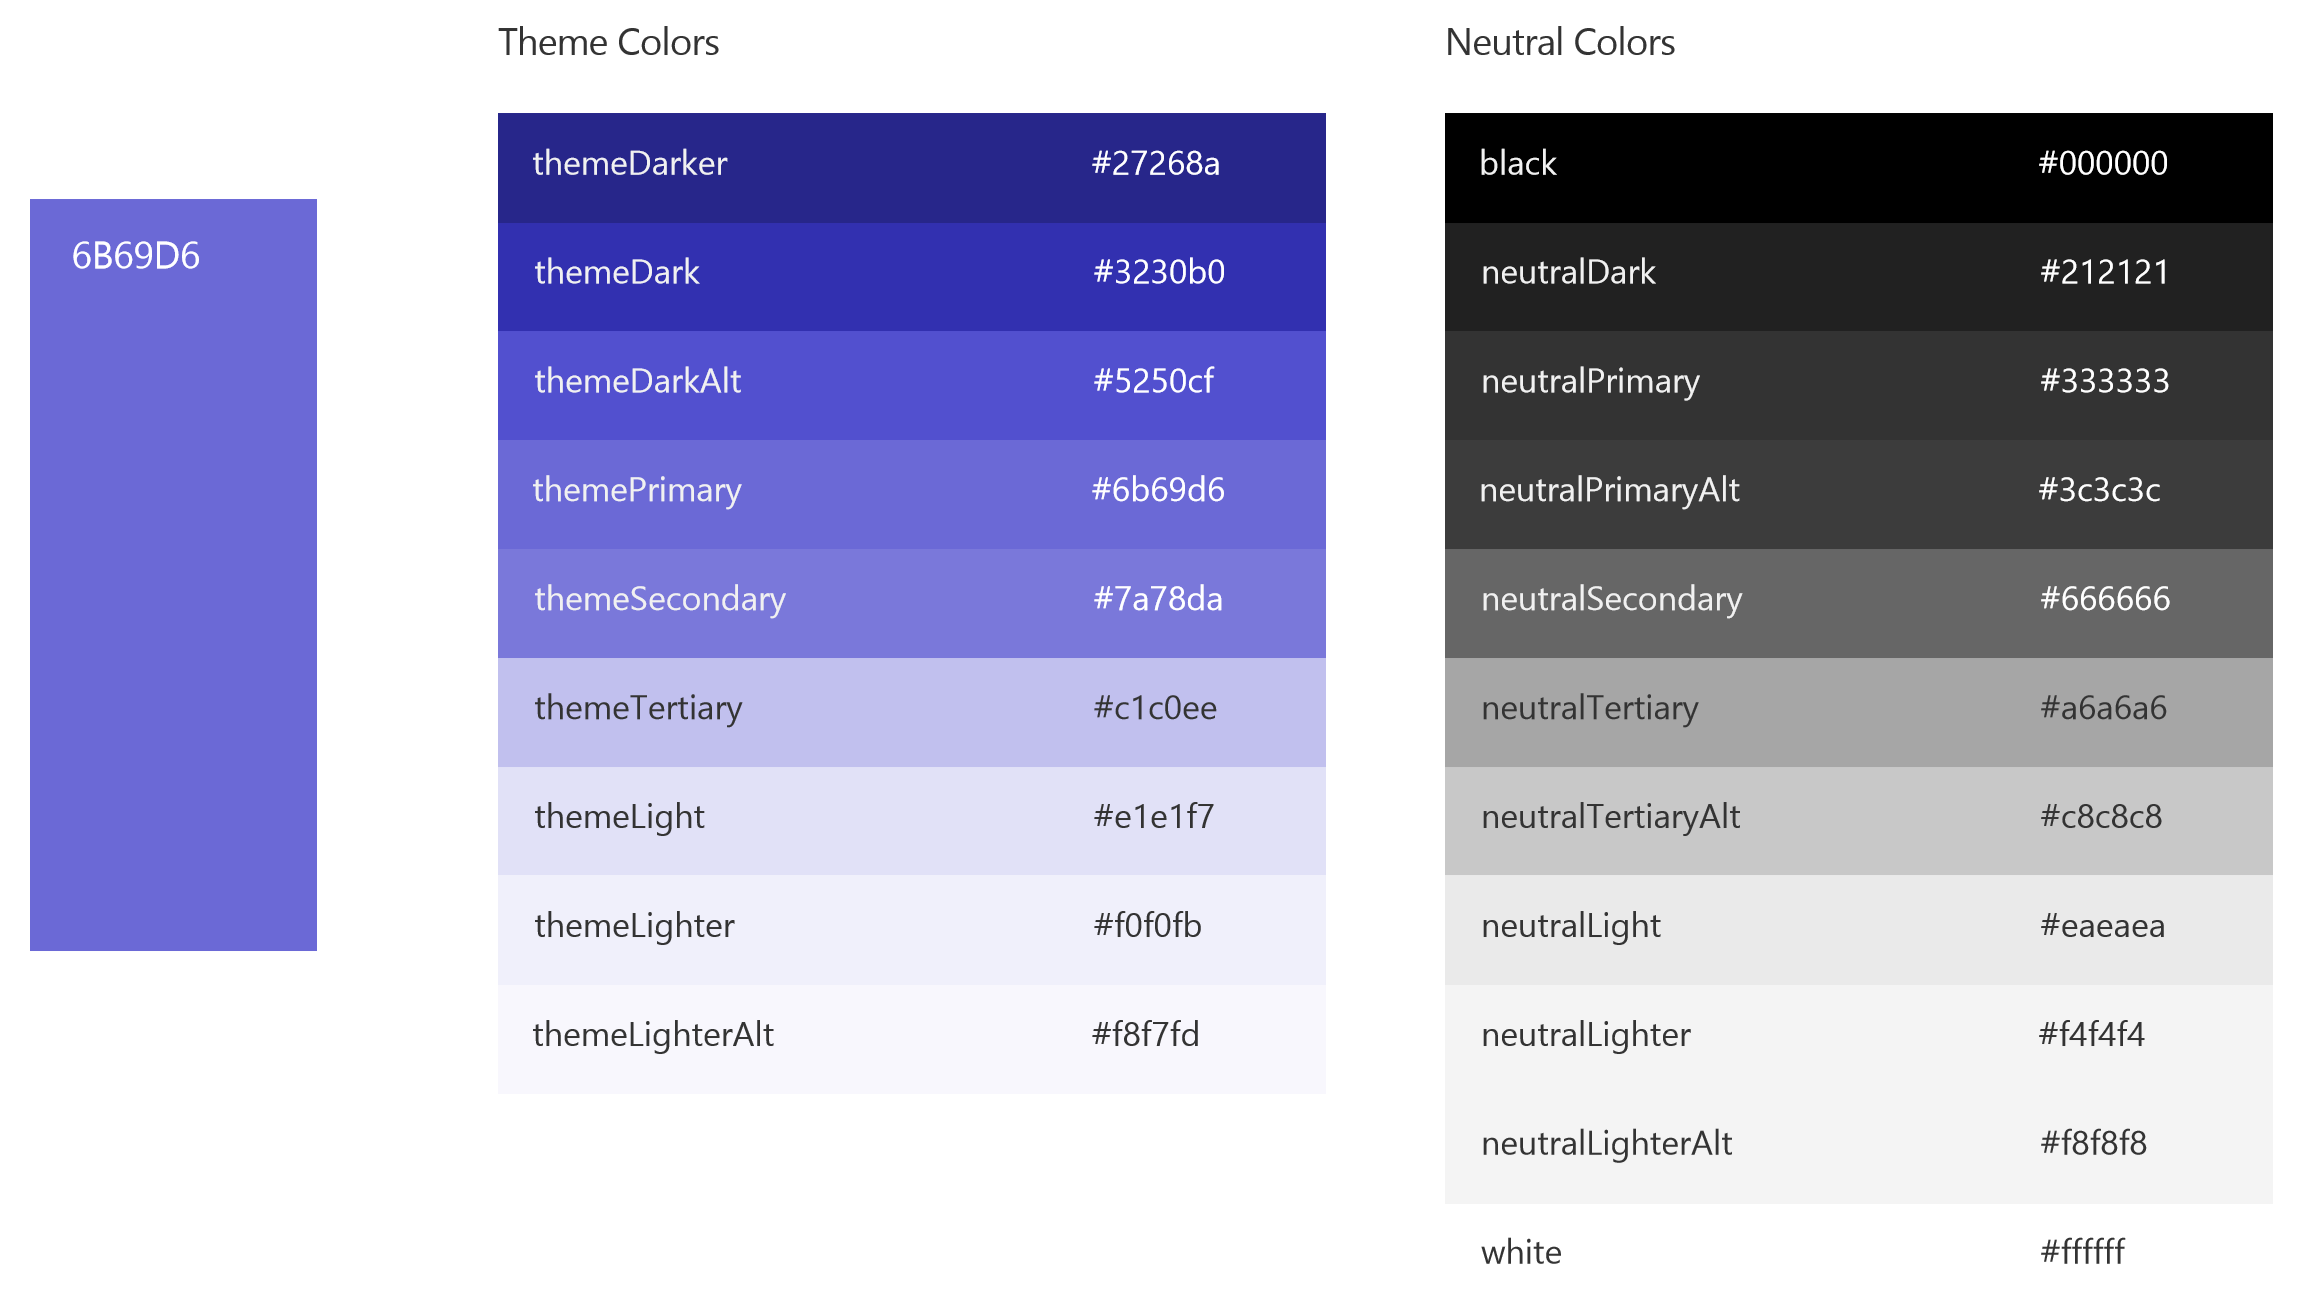 6B69D6
Theme Colors
themeDarker #27268a
themeDark #3230b0
themeDarkAlt #5250cf
themePrimary #6b69d6
themeSecondary #7a78da
themeTertiary #c1c0ee
themeLight #e1e1f7
themeLighter #f0f0fb
themeLighterAlt #f8f7fd
Neutral Colors
black #000000
neutralDark #212121
neutralPrimary #333333
neutralPrimaryAlt #3c3c3c
neutralSecondary #666666
neutralTertiary #a6a6a6
neutralTertiaryAlt #c8c8c8
neutralLight #eaeaea
neutralLighter #f4f4f4
neutralLighterAlt #f8f8f8
white #ffffff